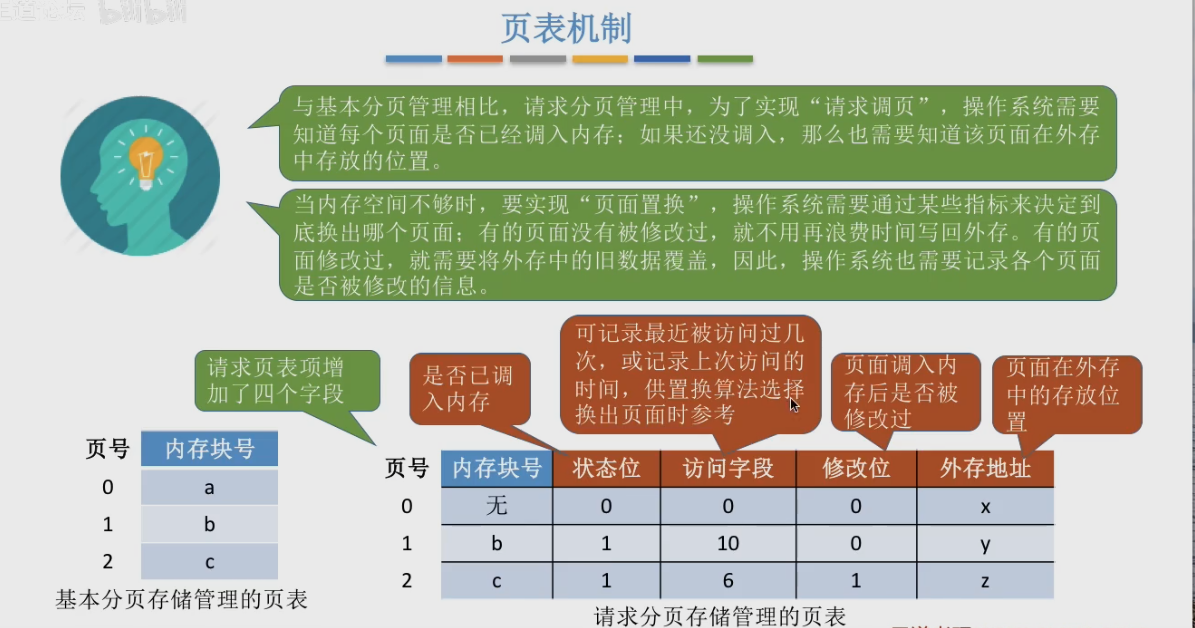 bilibili
页表机制
与基本分页管理相比，请求分页管理中，为了实现“请求调页”，操作系统需要
知道每个页面是否已经调入内存；如果还没调入，那么也需要知道该页面在外存
中存放的位置。
当内存空间不够时，要实现“页面置换”，操作系统需要通过某些指标来决定到
底换出哪个页面；有的页面没有被修改过，就不用再浪费时间写回外存。有的页
面修改过，就需要将外存中的旧数据覆盖，因此，操作系统也需要记录各个页面
是否被修改的信息。
请求页表项增
加了四个字段
是否已调
入内存
可记录最近被访问过几
次，或记录上次访问的
时间，供置换算法选择
换出页面时参考
页面调入内
存后是否被
修改过
页面在外存
中的存放位
置
页号 内存块号
0 a
1 b
2 c
基本分页存储管理的页表
页号 内存块号 状态位 访问字段 修改位 外存地址
0 无 0 0 0 x
1 b 1 10 0 y
2 c 1 6 1 z
请求分页存储管理的页表